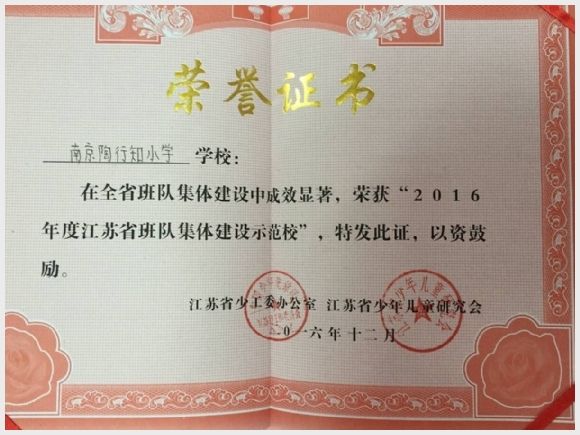 荣誉证书
南京陶行知小学 学校：
在全省班队集体建设中成效显著，荣获“2016
年度江苏省班队集体建设示范校”，特发此证，以资鼓
励。
江苏省少工委办公室 江苏省少年儿童研究会
二〇一六年十二月